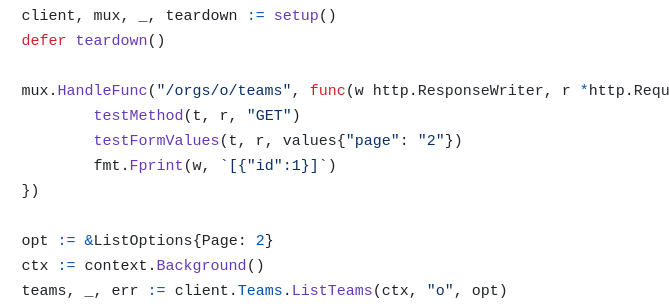 client, mux, _, teardown := setup()
defer teardown()
mux.HandleFunc("/orgs/o/teams", func(w http.ResponseWriter, r *http.Requ
testMethod(t, r, "GET")
testFormValues(t, r, values{"page": "2"})
fmt.Fprint(w, `[{"id":1}]`)
})
opt := &ListOptions{Page: 2}
ctx := context.Background()
teams, _, err := client.Teams.ListTeams(ctx, "o", opt)